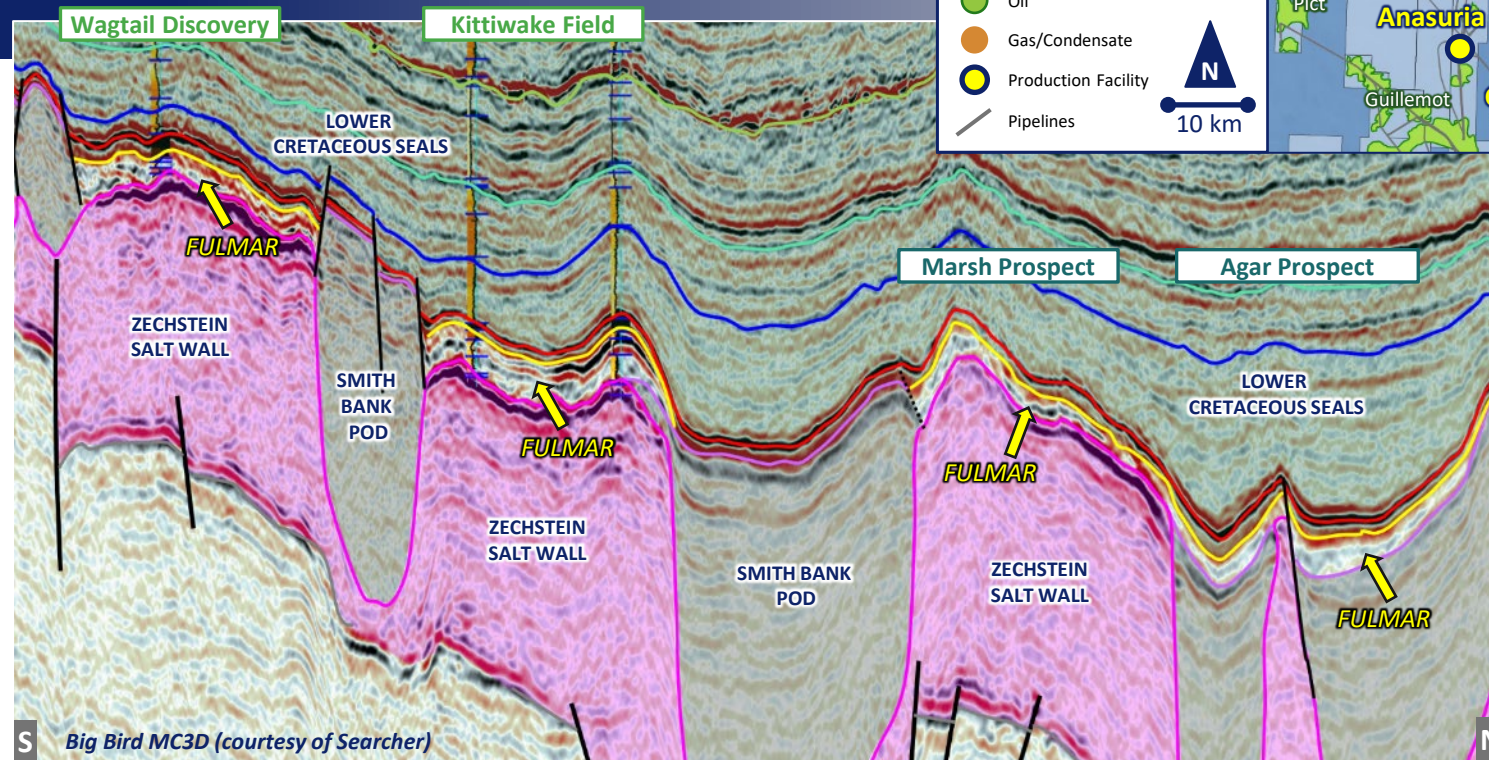 Wagtail Discovery
Kittiwake Field
Oil
Gas/Condensate
Production Facility
Pipelines
N
10 km
Pict
Anasuria
Guillemot
LOWER
CRETACEOUS SEALS
FULMAR
Marsh Prospect
Agar Prospect
ZECHSTEIN
SALT WALL
SMITH
BANK
POD
FULMAR
LOWER
CRETACEOUS SEALS
FULMAR
ZECHSTEIN
SALT WALL
SMITH BANK
POD
ZECHSTEIN
SALT WALL
FULMAR
S
Big Bird MC3D (courtesy of Searcher)